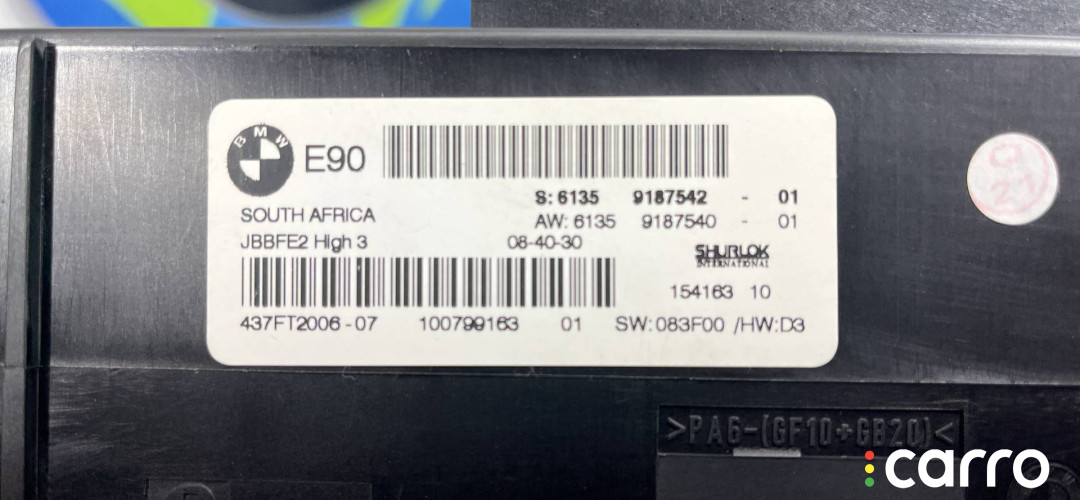 BMW E90
S: 6135 9187542 - 01
SOUTH AFRICA
AW: 6135 9187540 - 01
JBBFE2 High 3 08-40-30
SHURLOK
INTERNATIONAL
154163 10
437FT2006-07 100799163 01 SW:083F00 /HW:D3
21
>PA6-(GF10+GB20)<
carro